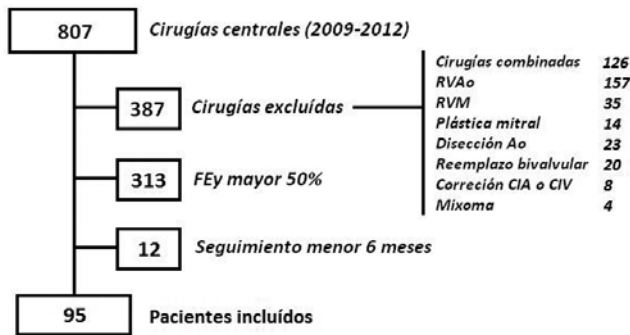 807 Cirugías centrales (2009-2012)
387 Cirugías excluídas
Cirugías combinadas 126
RVAo 157
RVM 35
Plástica mitral 14
Disección Ao 23
Reemplazo bivalvular 20
Correción CIA o CIV 8
Mixoma 4
313 FEy mayor 50%
12 Seguimiento menor 6 meses
95 Pacientes incluídos